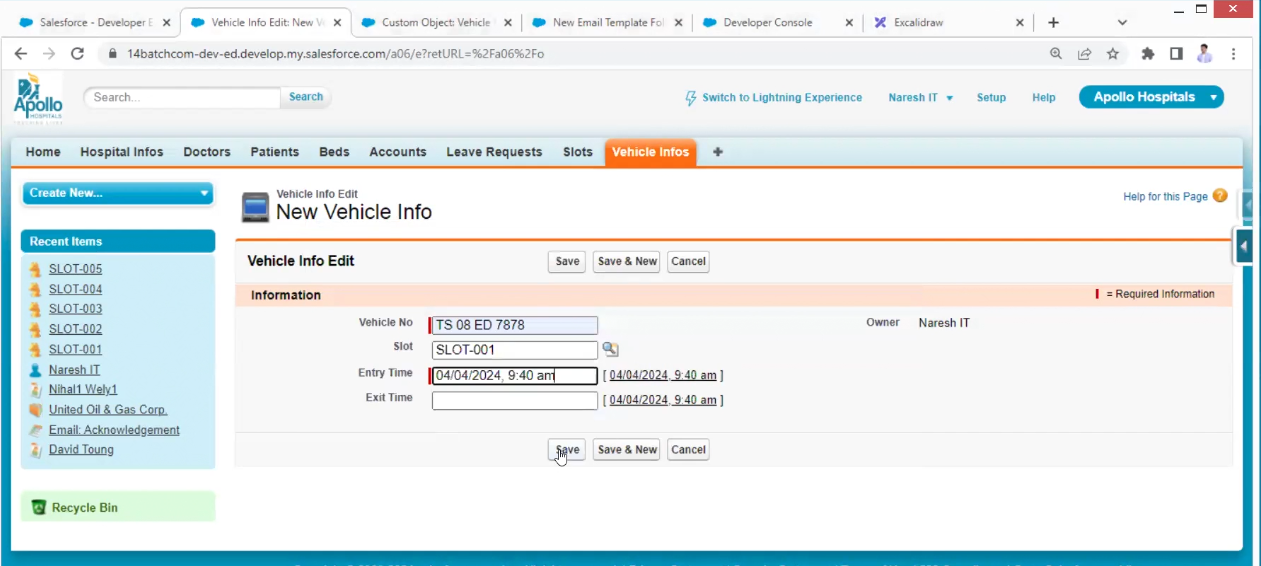 Salesforce - Developer E
Vehicle Info Edit: New V
Custom Object: Vehicle
New Email Template Fol
Developer Console
Excalidraw
14batchcom-dev-ed.develop.my.salesforce.com/a06/e?retURL=%2Fa06%2Fo
Apollo
HOSPITALS
Search...
Search
Switch to Lightning Experience
Naresh IT
Setup
Help
Apollo Hospitals
Home Hospital Infos Doctors Patients Beds Accounts Leave Requests Slots Vehicle Infos +
Create New...
Recent Items
SLOT-005
SLOT-004
SLOT-003
SLOT-002
SLOT-001
Naresh IT
Nihal1 Wely1
United Oil & Gas Corp.
Email: Acknowledgement
David Toung
Recycle Bin
Vehicle Info Edit
New Vehicle Info
Help for this Page ?
Vehicle Info Edit
Save Save & New Cancel
Information
= Required Information
Vehicle No TS 08 ED 7878
Owner Naresh IT
Slot SLOT-001
Entry Time 04/04/2024, 9:40 am [ 04/04/2024, 9:40 am ]
Exit Time [ 04/04/2024, 9:40 am ]
Save Save & New Cancel